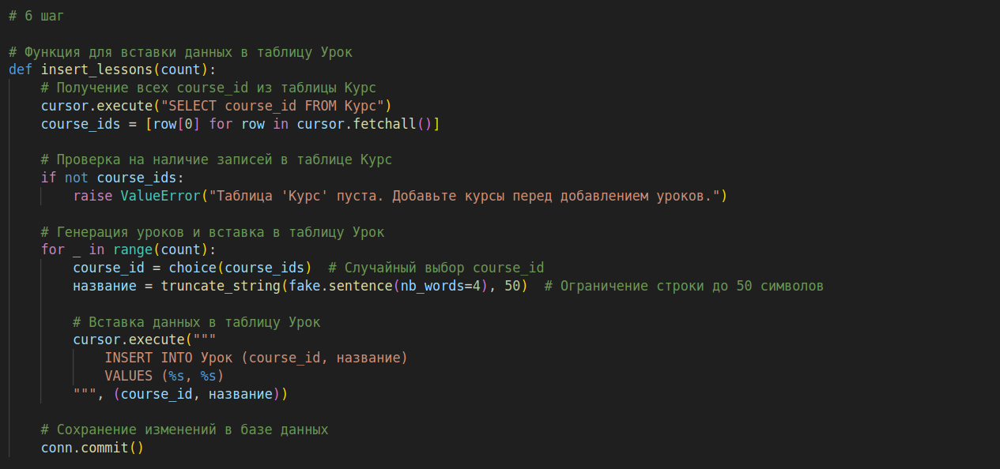 # 6 шаг
# Функция для вставки данных в таблицу Урок
def insert_lessons(count):
    # Получение всех course_id из таблицы Курс
    cursor.execute("SELECT course_id FROM Курс")
    course_ids = [row[0] for row in cursor.fetchall()]
    # Проверка на наличие записей в таблице Курс
    if not course_ids:
        raise ValueError("Таблица 'Курс' пуста. Добавьте курсы перед добавлением уроков.")
    # Генерация уроков и вставка в таблицу Урок
    for _ in range(count):
        course_id = choice(course_ids)  # Случайный выбор course_id
        название = truncate_string(fake.sentence(nb_words=4), 50)  # Ограничение строки до 50 символов
        # Вставка данных в таблицу Урок
        cursor.execute("""
            INSERT INTO Урок (course_id, название)
            VALUES (%s, %s)
        """, (course_id, название))
    # Сохранение изменений в базе данных
    conn.commit()